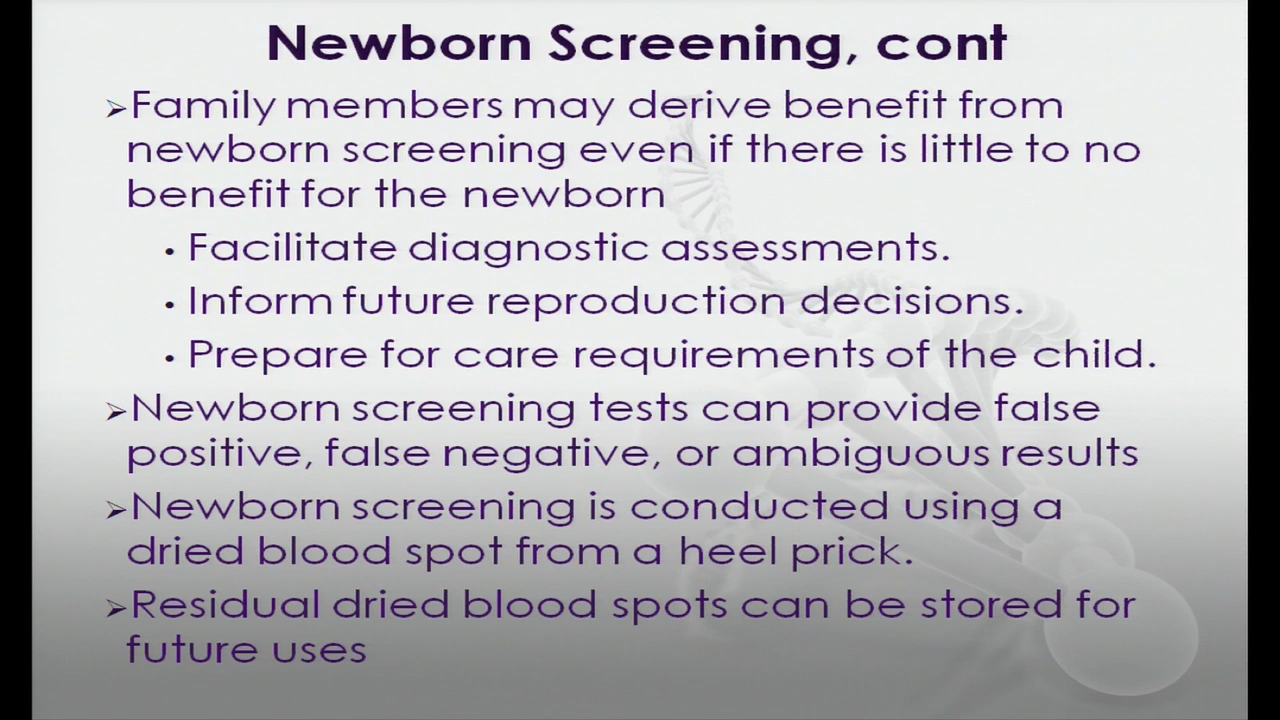 Newborn Screening, cont
➢Family members may derive benefit from
newborn screening even if there is little to no
benefit for the newborn
• Facilitate diagnostic assessments.
• Inform future reproduction decisions.
• Prepare for care requirements of the child.
➢Newborn screening tests can provide false
positive, false negative, or ambiguous results
➢Newborn screening is conducted using a
dried blood spot from a heel prick.
➢Residual dried blood spots can be stored for
future uses